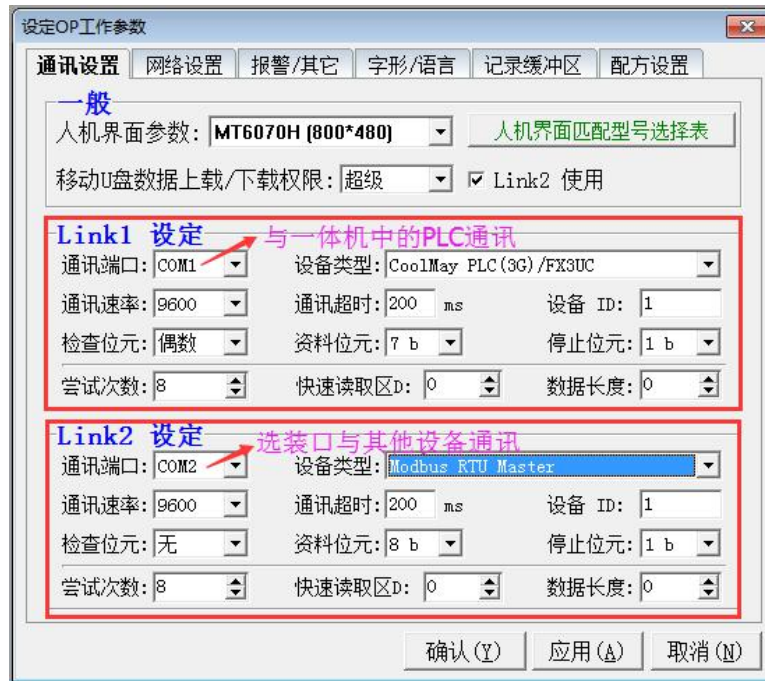 设定OP工作参数
通讯设置 网络设置 报警/其它 字形/语言 记录缓冲区 配方设置
一般
人机界面参数: MT6070H (800*480) 人机界面匹配型号选择表
移动U盘数据上载/下载权限: 超级 Link2 使用
Link1 设定 与一体机中的PLC通讯
通讯端口: COM1 设备类型: CoolMay PLC(3G)/FX3UC
通讯速率: 9600 通讯超时: 200 ms 设备 ID: 1
检查位元: 偶数 资料位元: 7 b 停止位元: 1 b
尝试次数: 8 快速读取区D: 0 数据长度: 0
Link2 设定 选装口与其他设备通讯
通讯端口: COM2 设备类型: Modbus RTU Master
通讯速率: 9600 通讯超时: 200 ms 设备 ID: 1
检查位元: 无 资料位元: 8 b 停止位元: 1 b
尝试次数: 8 快速读取区D: 0 数据长度: 0
确认(Y) 应用(A) 取消(N)